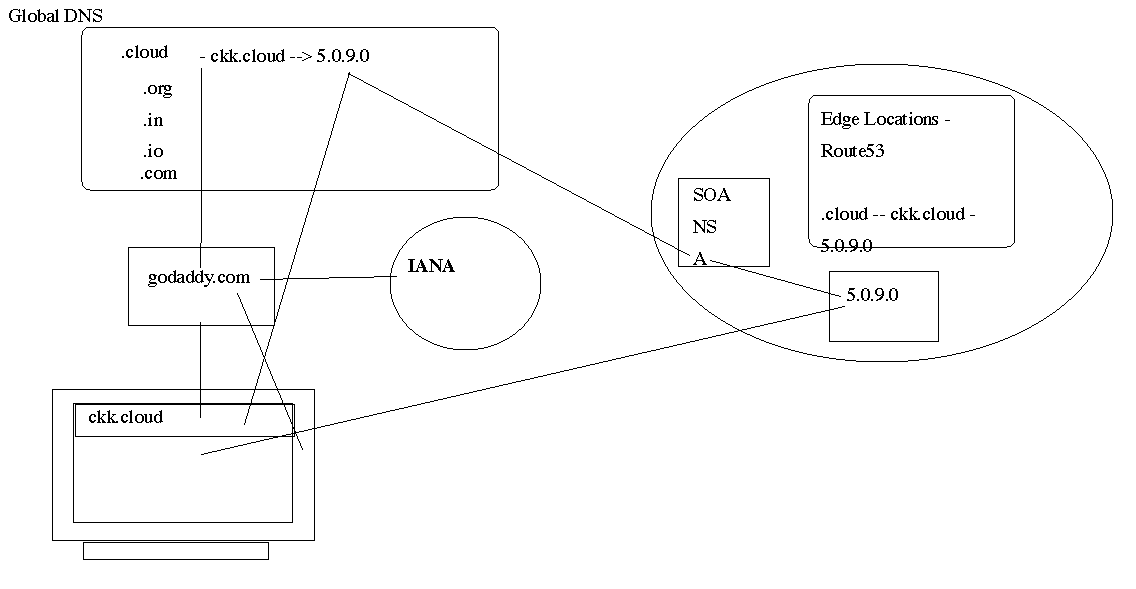 Global DNS
.cloud - ckk.cloud --> 5.0.9.0
.org
.in
.io
.com
Edge Locations -
Route53
.cloud -- ckk.cloud -
5.0.9.0
SOA
NS
A
5.0.9.0
godaddy.com
IANA
ckk.cloud